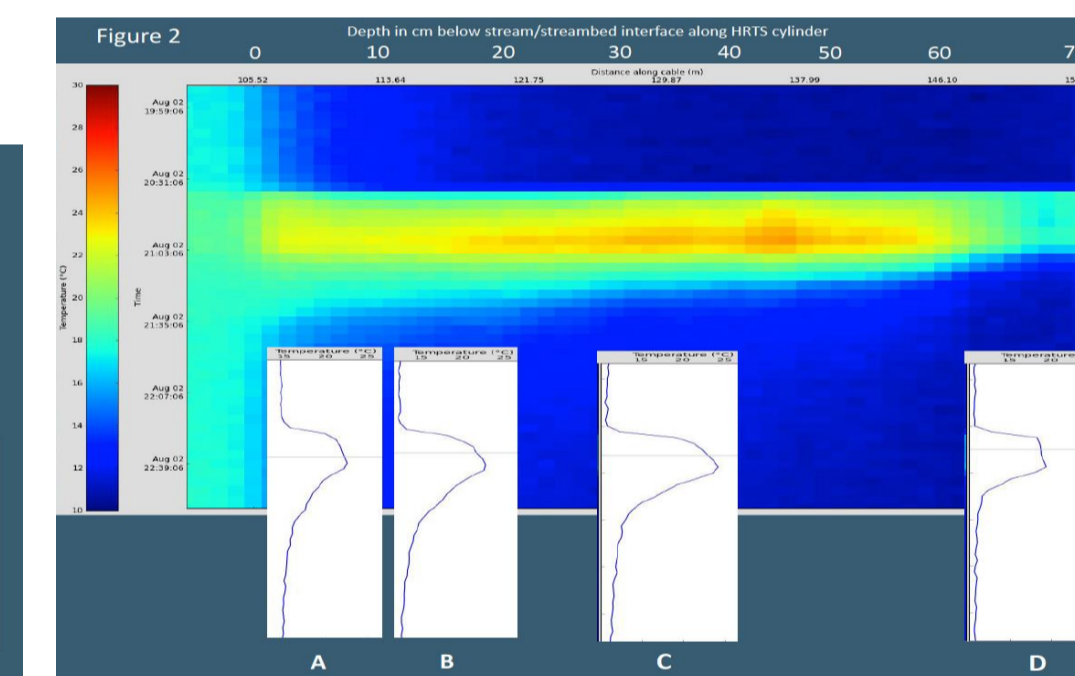 Figure 2
Depth in cm below stream/streambed interface along HRTS cylinder
0 10 20 30 40 50 60 7
Distance along cable (m)
105.52 113.64 121.75 129.87 137.99 146.10 15
30
28
26
24
22
20
18
16
14
12
10
Temperature (°C)
Time
Aug 02
19:59:06
Aug 02
20:31:06
Aug 02
21:03:06
Aug 02
21:35:06
Aug 02
22:07:06
Aug 02
22:39:06
Temperature (°C)
15 20 25
Temperature (°C)
15 20 25
Temperature (°C)
15 20 25
Temperature
15 20
A B C D